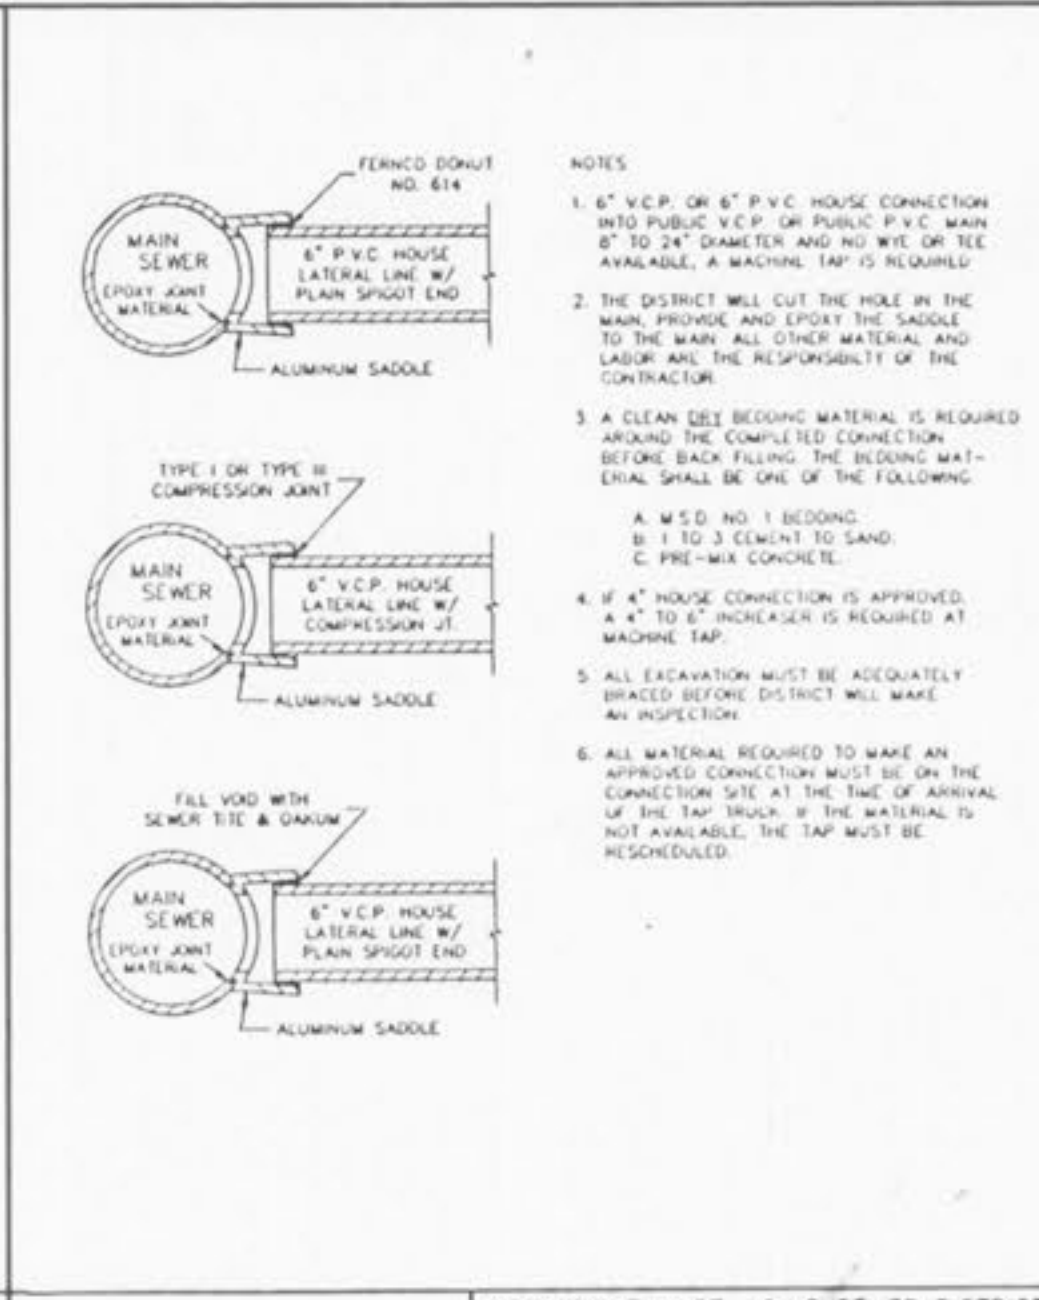 FERNCO DONUT
NO. 614
MAIN
SEWER
EPOXY JOINT
MATERIAL
6" P.V.C. HOUSE
LATERAL LINE W/
PLAIN SPIGOT END
ALUMINUM SADDLE
TYPE I OR TYPE III
COMPRESSION JOINT
MAIN
SEWER
EPOXY JOINT
MATERIAL
6" V.C.P. HOUSE
LATERAL LINE W/
COMPRESSION JT.
ALUMINUM SADDLE
FILL VOID WITH
SEWER TITE & OAKUM
MAIN
SEWER
EPOXY JOINT
MATERIAL
6" V.C.P. HOUSE
LATERAL LINE W/
PLAIN SPIGOT END
ALUMINUM SADDLE
NOTES
1. 6" V.C.P. OR 6" P.V.C. HOUSE CONNECTION
INTO PUBLIC V.C.P. OR PUBLIC P.V.C. MAIN
8" TO 24" DIAMETER AND NO WYE OR TEE
AVAILABLE, A MACHINE TAP IS REQUIRED
2. THE DISTRICT WILL CUT THE HOLE IN THE
MAIN, PROVIDE AND EPOXY THE SADDLE
TO THE MAIN. ALL OTHER MATERIAL AND
LABOR ARE THE RESPONSIBILTY OF THE
CONTRACTOR.
3. A CLEAN DRY BEDDING MATERIAL IS REQUIRED
AROUND THE COMPLETED CONNECTION
BEFORE BACK FILLING. THE BEDDING MAT-
ERIAL SHALL BE ONE OF THE FOLLOWING
A. M.S.D. NO. 1 BEDDING.
B. 1 TO 3 CEMENT TO SAND.
C. PRE-MIX CONCRETE.
4. IF 4" HOUSE CONNECTION IS APPROVED,
A 4" TO 6" INCREASER IS REQUIRED AT
MACHINE TAP.
5. ALL EXCAVATION MUST BE ADEQUATELY
BRACED BEFORE DISTRICT WILL MAKE
AN INSPECTION.
6. ALL MATERIAL REQUIRED TO MAKE AN
APPROVED CONNECTION MUST BE ON THE
CONNECTION SITE AT THE TIME OF ARRIVAL
OF THE TAP TRUCK. IF THE MATERIAL IS
NOT AVAILABLE, THE TAP MUST BE
RESCHEDULED.